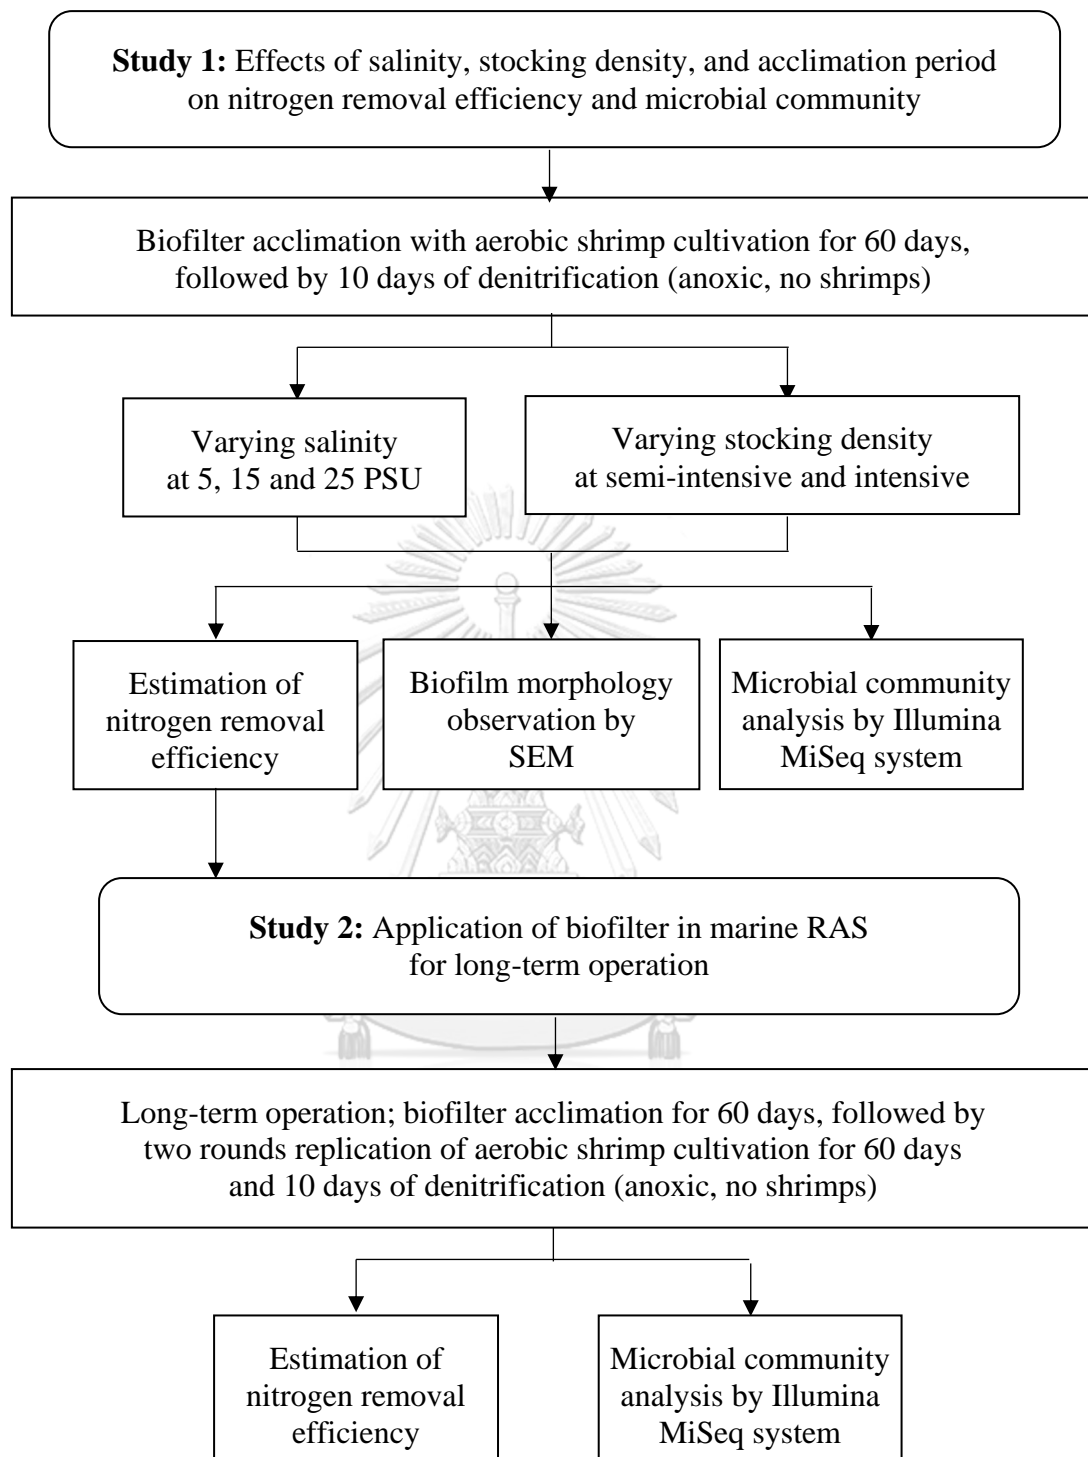 Study 1: Effects of salinity, stocking density, and acclimation period
on nitrogen removal efficiency and microbial community
Biofilter acclimation with aerobic shrimp cultivation for 60 days,
followed by 10 days of denitrification (anoxic, no shrimps)
Varying salinity
at 5, 15 and 25 PSU
Varying stocking density
at semi-intensive and intensive
Estimation of
nitrogen removal
efficiency
Biofilm morphology
observation by
SEM
Microbial community
analysis by Illumina
MiSeq system
Study 2: Application of biofilter in marine RAS
for long-term operation
Long-term operation; biofilter acclimation for 60 days, followed by
two rounds replication of aerobic shrimp cultivation for 60 days
and 10 days of denitrification (anoxic, no shrimps)
Estimation of
nitrogen removal
efficiency
Microbial community
analysis by Illumina
MiSeq system